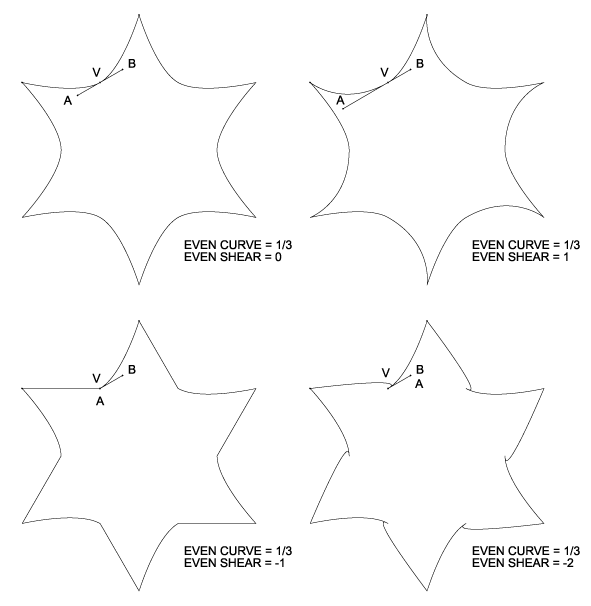 V
B
A
EVEN CURVE = 1/3
EVEN SHEAR = 0
V
B
A
EVEN CURVE = 1/3
EVEN SHEAR = 1
V
B
A
EVEN CURVE = 1/3
EVEN SHEAR = -1
V
B
A
EVEN CURVE = 1/3
EVEN SHEAR = -2